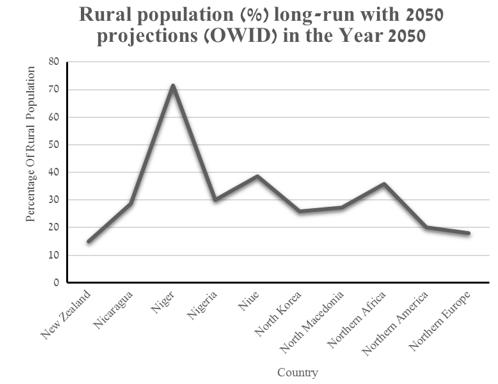 Rural population (%) long-run with 2050
projections (OWID) in the Year 2050
Percentage Of Rural Population
80
70
60
50
40
30
20
10
0
New Zealand
Nicaragua
Niger
Nigeria
Niue
North Korea
North Macedonia
Northern Africa
Northern America
Northern Europe
Country